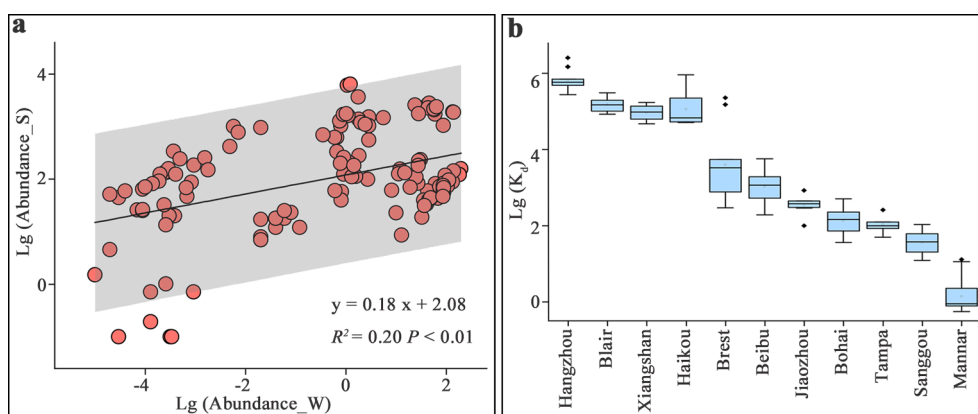 a
Lg (Abundance_S)
4
2
0
y = 0.18 x + 2.08
R² = 0.20 P < 0.01
-4
-2
0
2
Lg (Abundance_W)
b
Lg (Kd)
6
4
2
0
Hangzhou
Blair
Xiangshan
Haikou
Brest
Beibu
Jiaozhou
Bohai
Tampa
Sanggou
Mannar